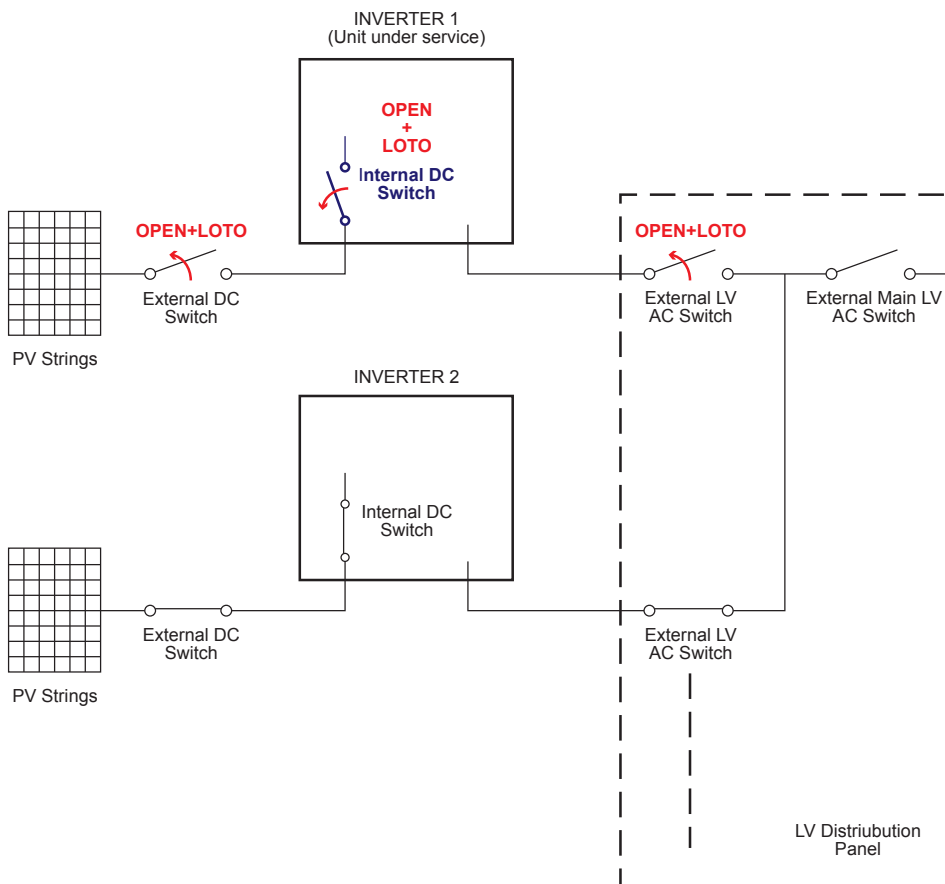 INVERTER 1
(Unit under service)
OPEN
+
LOTO
Internal DC
Switch
OPEN+LOTO
External DC
Switch
PV Strings
OPEN+LOTO
External LV
AC Switch
External Main LV
AC Switch
INVERTER 2
Internal DC
Switch
External DC
Switch
PV Strings
External LV
AC Switch
LV Distriubution
Panel